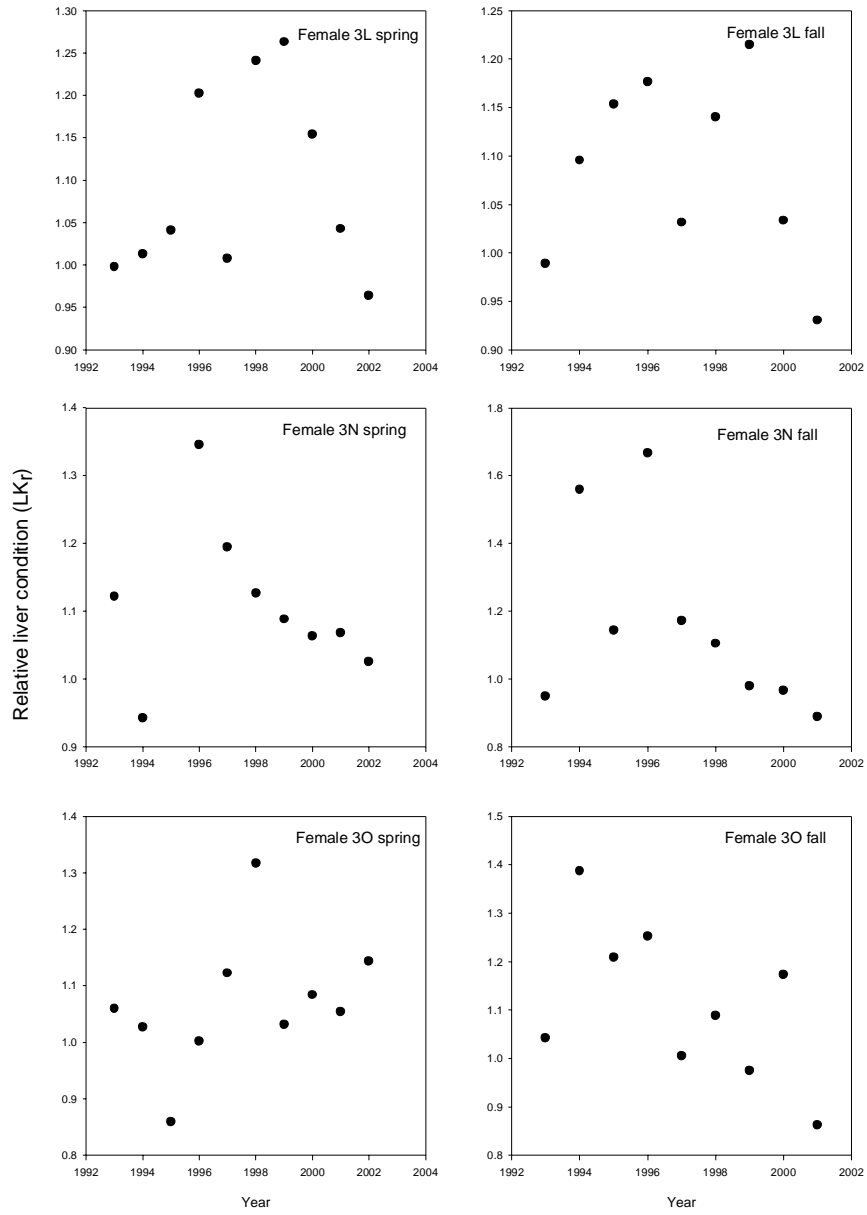 Relative liver condition (LKr)
Female 3L spring
1.30
1.25
1.20
1.15
1.10
1.05
1.00
0.95
0.90
1992 1994 1996 1998 2000 2002 2004
Female 3L fall
1.25
1.20
1.15
1.10
1.05
1.00
0.95
0.90
1992 1994 1996 1998 2000 2002
Female 3N spring
1.4
1.3
1.2
1.1
1.0
0.9
1992 1994 1996 1998 2000 2002 2004
Female 3N fall
1.8
1.6
1.4
1.2
1.0
0.8
1992 1994 1996 1998 2000 2002
Female 3O spring
1.4
1.3
1.2
1.1
1.0
0.9
0.8
1992 1994 1996 1998 2000 2002 2004
Year
Female 3O fall
1.5
1.4
1.3
1.2
1.1
1.0
0.9
0.8
1992 1994 1996 1998 2000 2002
Year